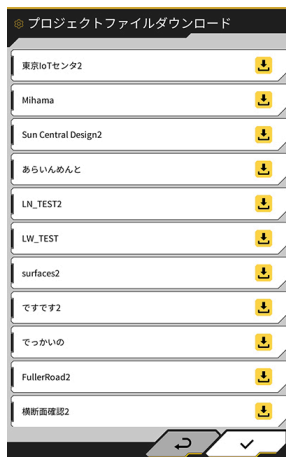 プロジェクトファイルダウンロード
東京IoTセンタ2
Mihama
Sun Central Design2
あらいんめんと
LN_TEST2
LW_TEST
surfaces2
ですです2
でっかいの
FullerRoad2
横断面確認2